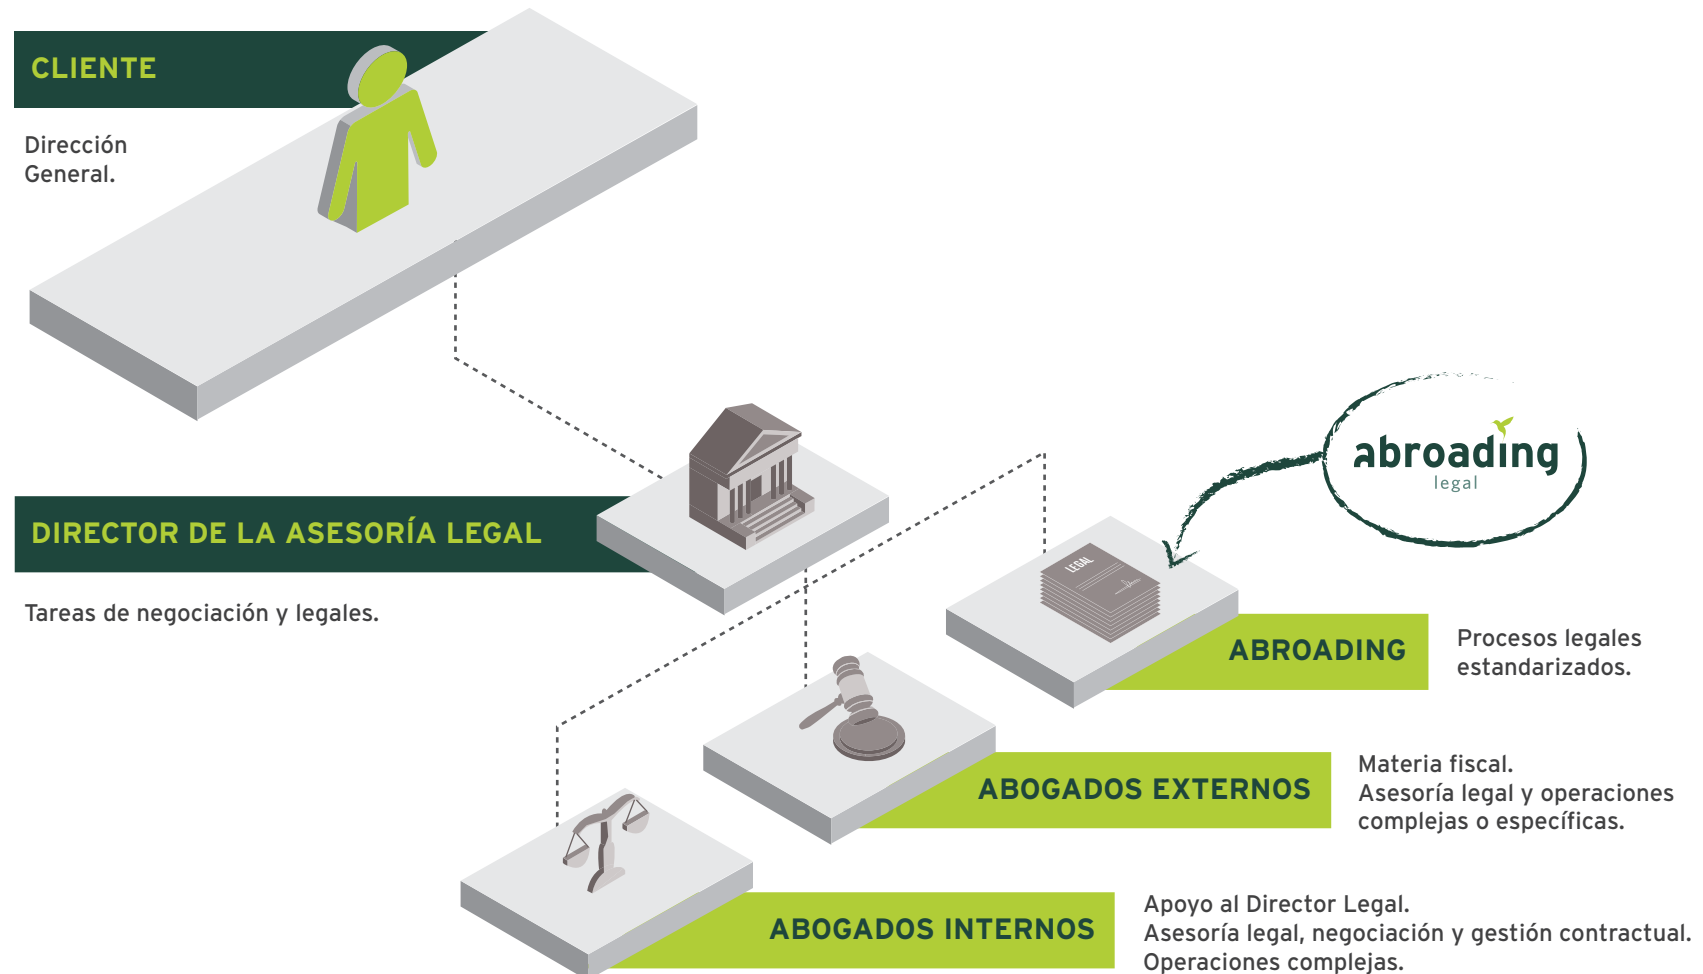 CLIENTE
Dirección
General.
abroading
legal
DIRECTOR DE LA ASESORÍA LEGAL
Tareas de negociación y legales.
LEGAL
ABROADING
Procesos legales
estandarizados.
ABOGADOS EXTERNOS
Materia fiscal.
Asesoría legal y operaciones
complejas o específicas.
ABOGADOS INTERNOS
Apoyo al Director Legal.
Asesoría legal, negociación y gestión contractual.
Operaciones complejas.